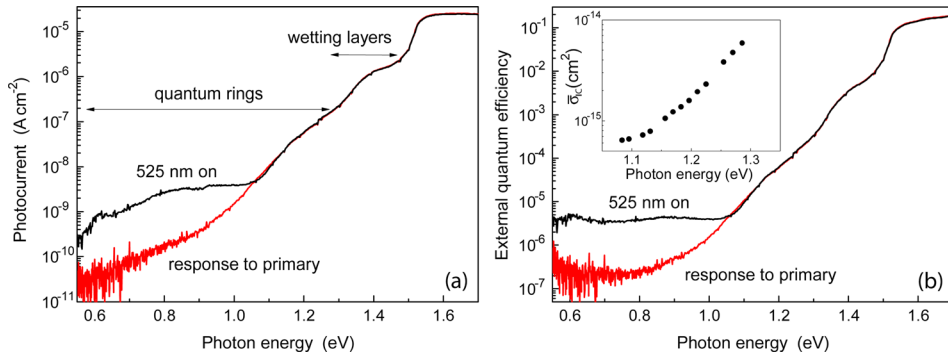 10^-5
10^-6
10^-7
10^-8
10^-9
10^-10
10^-11
Photocurrent (A cm^-2)
wetting layers
quantum rings
525 nm on
response to primary
(a)
0.6 0.8 1.0 1.2 1.4 1.6
Photon energy (eV)
10^0
10^-1
10^-2
10^-3
10^-4
10^-5
10^-6
10^-7
External quantum efficiency
10^-14
10^-15
σ̅_IC (cm^2)
1.1 1.2 1.3
Photon energy (eV)
525 nm on
response to primary
(b)
0.6 0.8 1.0 1.2 1.4 1.6
Photon energy (eV)